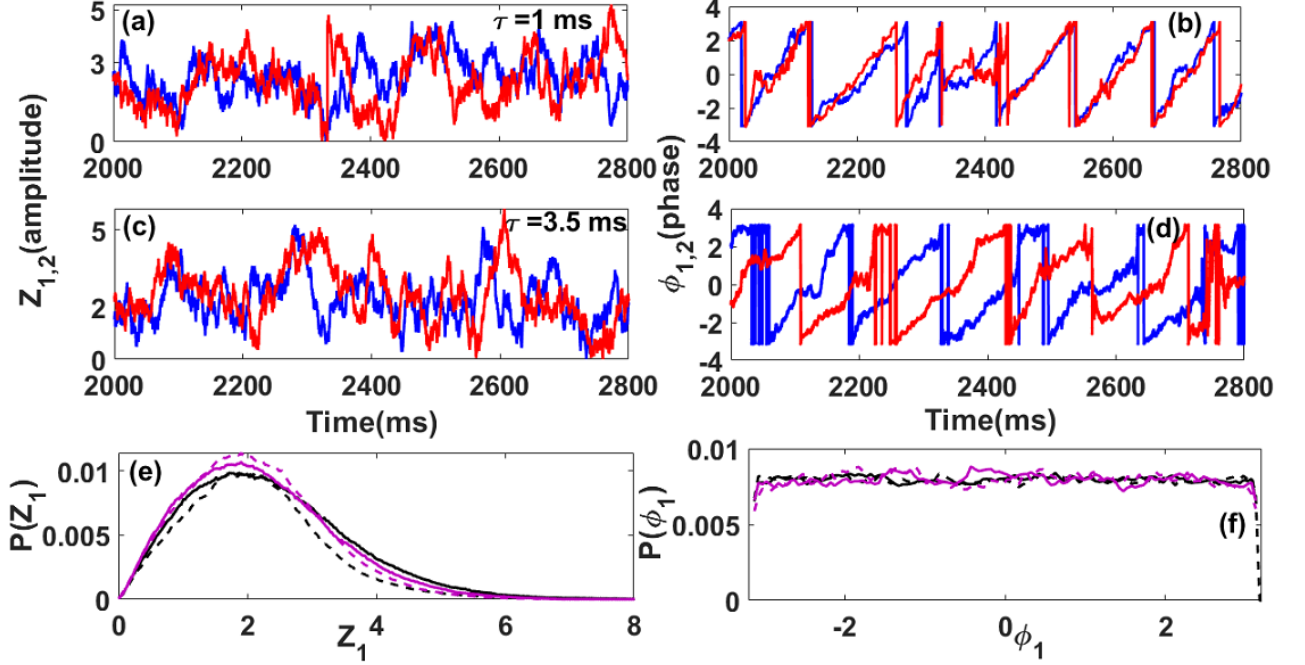 (a)
τ =1 ms
5
3
0
2000 2200 2400 2600 2800
(b)
4
2
0
-2
-4
2000 2200 2400 2600 2800
Z1,2(amplitude)
ϕ1,2(phase)
(c)
τ =3.5 ms
5
2
0
2000 2200 2400 2600 2800
Time(ms)
(d)
4
2
0
-2
-4
2000 2200 2400 2600 2800
Time(ms)
(e)
P(Z1)
0.01
0.005
0
0 2 4 6 8
Z1
(f)
P(ϕ1)
0.01
0.005
0
-2 0 2
ϕ1